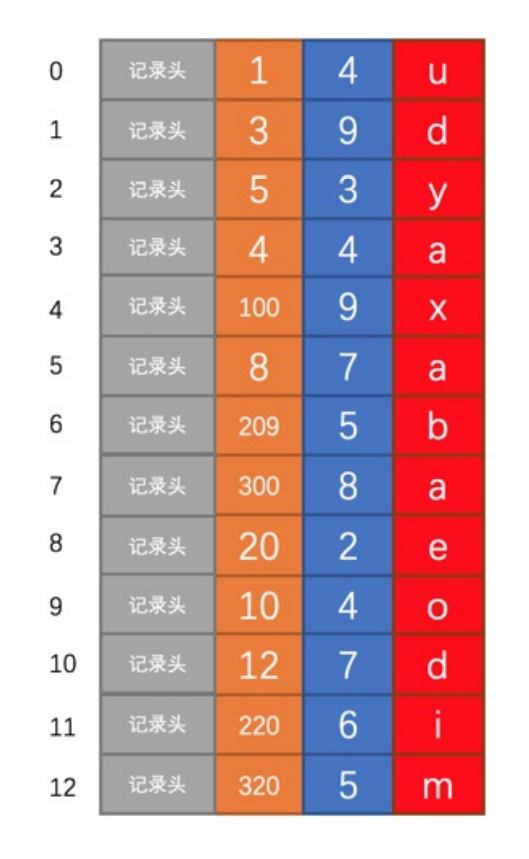 0 记录头 1 4 u
1 记录头 3 9 d
2 记录头 5 3 y
3 记录头 4 4 a
4 记录头 100 9 x
5 记录头 8 7 a
6 记录头 209 5 b
7 记录头 300 8 a
8 记录头 20 2 e
9 记录头 10 4 o
10 记录头 12 7 d
11 记录头 220 6 i
12 记录头 320 5 m